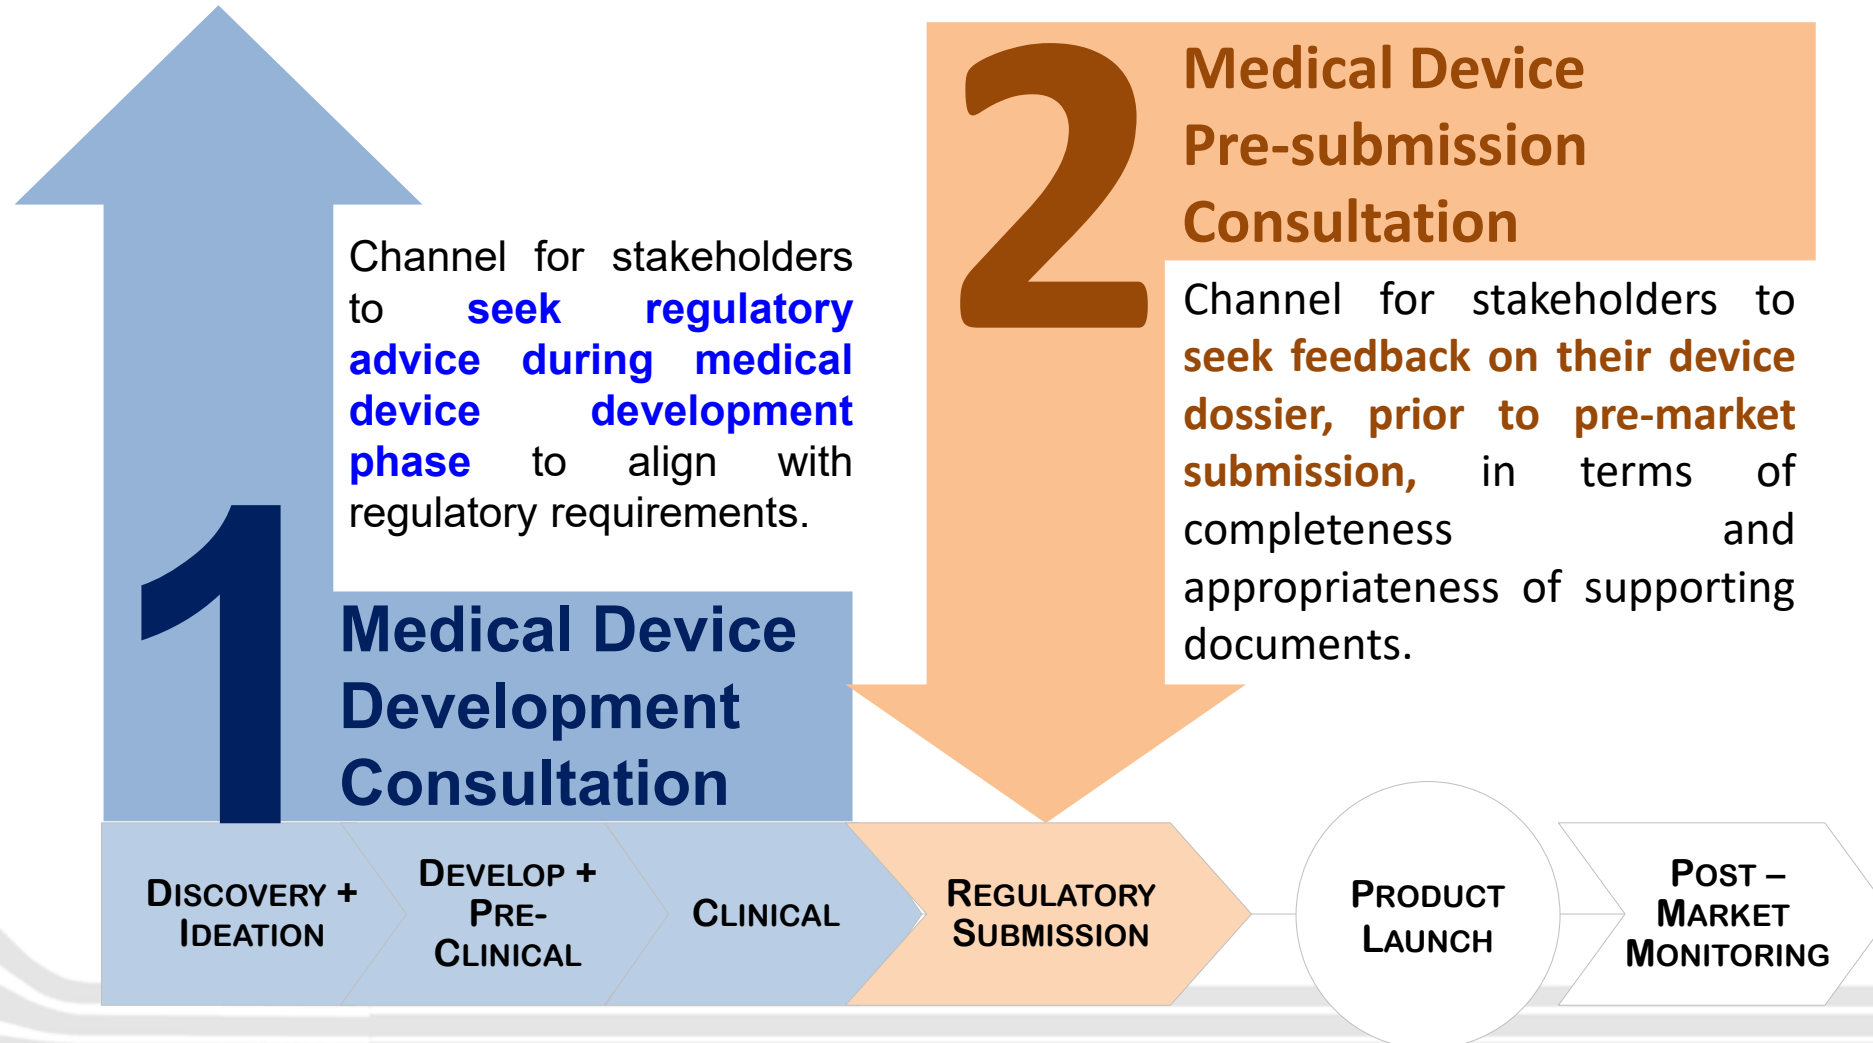 Channel for stakeholders
to seek regulatory
advice during medical
device development
phase to align with
regulatory requirements.
1
Medical Device
Development
Consultation
2
Medical Device
Pre-submission
Consultation
Channel for stakeholders to
seek feedback on their device
dossier, prior to pre-market
submission, in terms of
completeness and
appropriateness of supporting
documents.
DISCOVERY +
IDEATION
DEVELOP +
PRE-
CLINICAL
CLINICAL
REGULATORY
SUBMISSION
PRODUCT
LAUNCH
POST –
MARKET
MONITORING